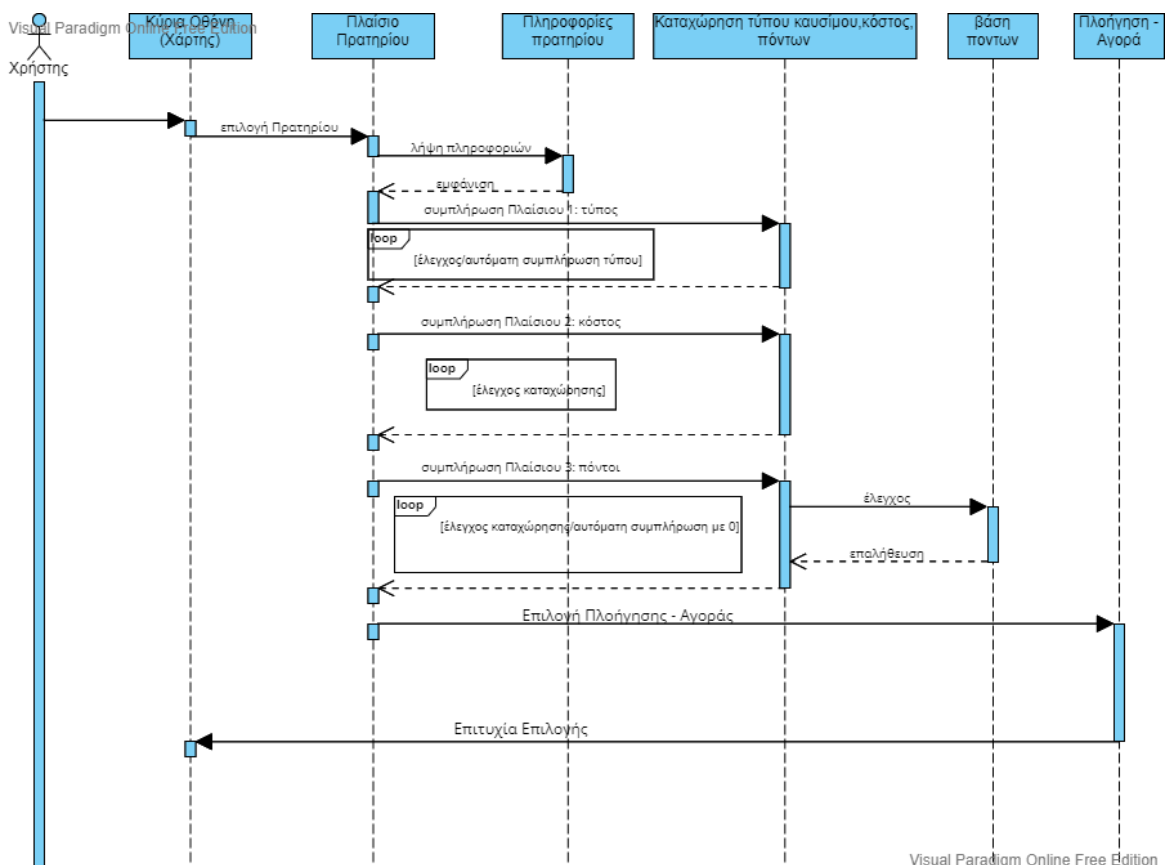 Visual Paradigm Online Free Edition
Χρήστης
Κύρια Οθόνη
(Χάρτης)
Πλαίσιο
Πρατηρίου
Πληροφορίες
πρατηρίου
Καταχώρηση τύπου καυσίμου,κόστος,
πόντων
βάση
ποντων
Πλοήγηση -
Αγορά
επιλογή Πρατηρίου
λήψη πληροφοριών
εμφάνιση
συμπλήρωση Πλαίσιου 1: τύπος
loop
[έλεγχος/αυτόματη συμπλήρωση τύπου]
συμπλήρωση Πλαίσιου 2: κόστος
loop
[έλεγχος καταχώρησης]
συμπλήρωση Πλαίσιου 3: πόντοι
έλεγχος
loop
[έλεγχος καταχώρησης/αυτόματη συμπλήρωση με 0]
επαλήθευση
Επιλογή Πλοήγησης - Αγοράς
Επιτυχία Επιλογής
Visual Paradigm Online Free Edition